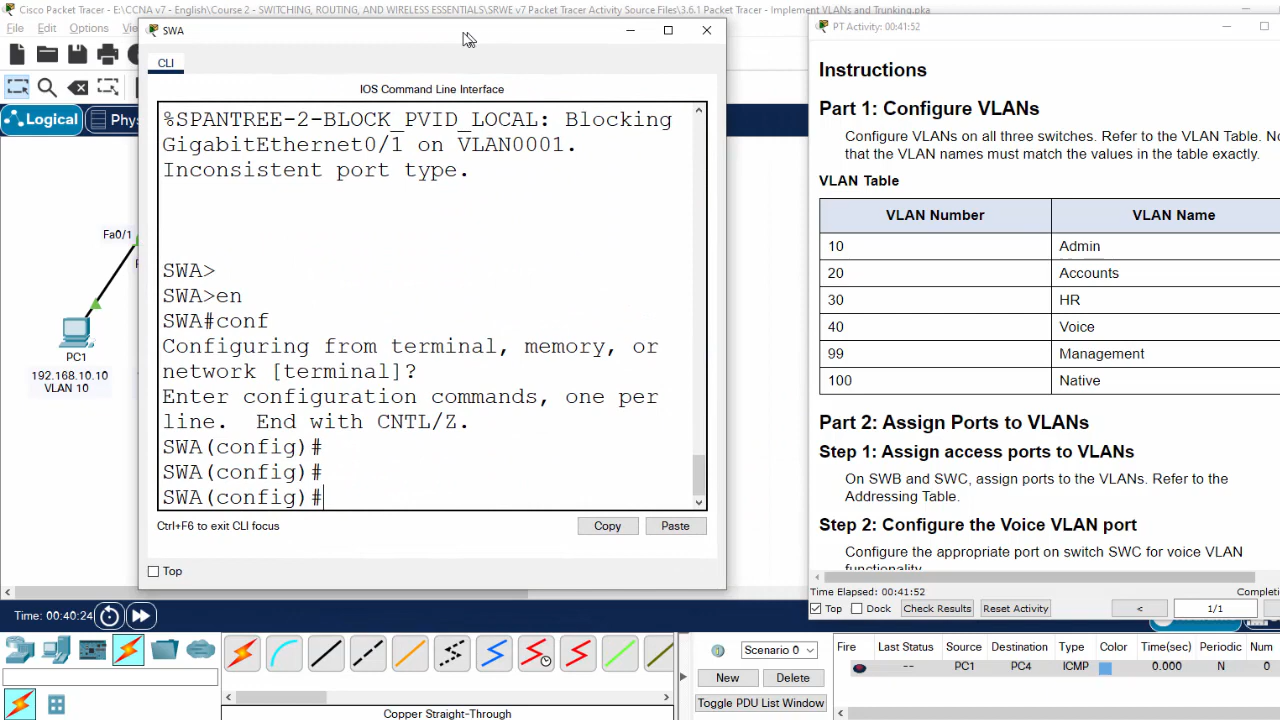 Cisco Packet Tracer - E:\CCNA v7 - English\Course 2 - SWITCHING, ROUTING, AND WIRELESS ESSENTIALS\SRWE v7 Packet Tracer Activity Source Files\3.6.1 Packet Tracer - Implement VLANs and Trunking.pka
File Edit Options
Logical
Phys
Fa0/1
PC1
192.168.10.10
VLAN 10
SWA
CLI
IOS Command Line Interface
%SPANTREE-2-BLOCK_PVID_LOCAL: Blocking
GigabitEthernet0/1 on VLAN0001.
Inconsistent port type.
SWA>
SWA>en
SWA#conf
Configuring from terminal, memory, or
network [terminal]?
Enter configuration commands, one per
line.  End with CNTL/Z.
SWA(config)#
SWA(config)#
SWA(config)#
Ctrl+F6 to exit CLI focus
Copy
Paste
Top
PT Activity: 00:41:52
Instructions
Part 1: Configure VLANs
Configure VLANs on all three switches. Refer to the VLAN Table. No
that the VLAN names must match the values in the table exactly.
VLAN Table
VLAN Number VLAN Name
10 Admin
20 Accounts
30 HR
40 Voice
99 Management
100 Native
Part 2: Assign Ports to VLANs
Step 1: Assign access ports to VLANs
On SWB and SWC, assign ports to the VLANs. Refer to the
Addressing Table.
Step 2: Configure the Voice VLAN port
Configure the appropriate port on switch SWC for voice VLAN
functionality.
Time Elapsed: 00:41:52 Completi
Top Dock Check Results Reset Activity < 1/1
Time: 00:40:24
Scenario 0
New
Delete
Toggle PDU List Window
Fire Last Status Source Destination Type Color Time(sec) Periodic Num
-- PC1 PC4 ICMP 0.000 N 0
Copper Straight-Through